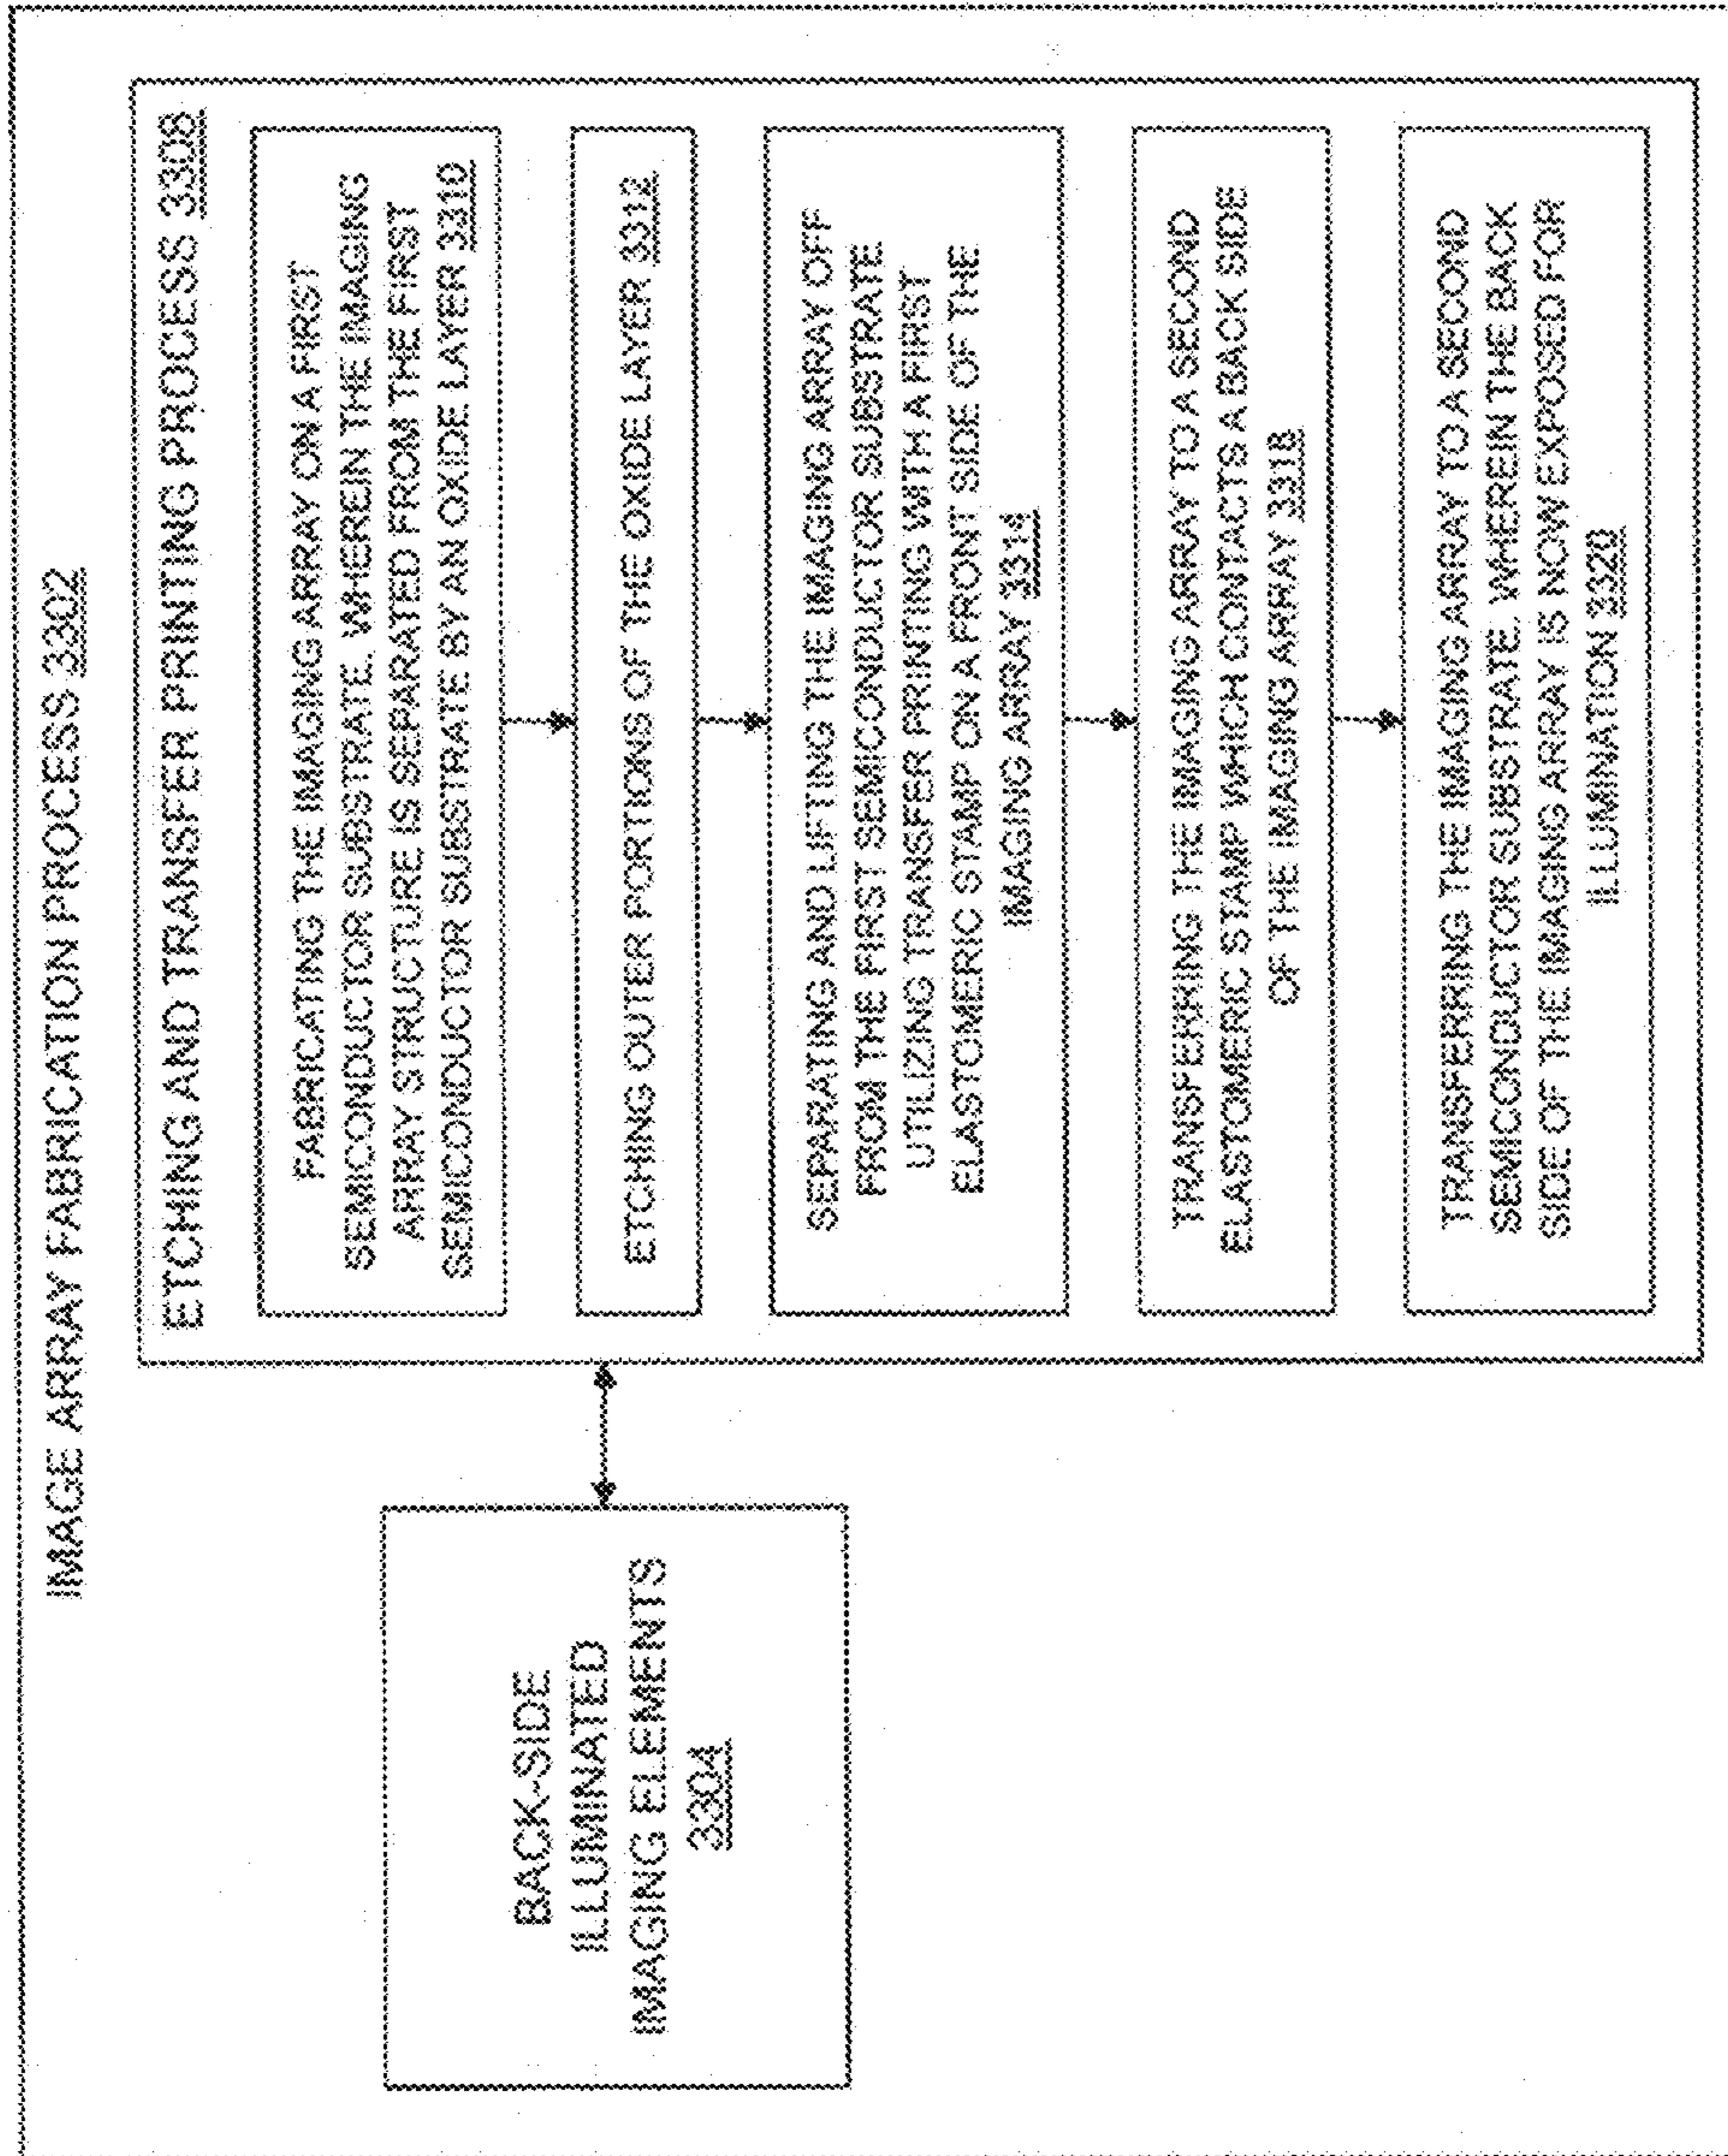 IMAGE ARRAY FABRICATION PROCESS 3302
BACK-SIDE
ILLUMINATED
IMAGING ELEMENTS
3304
ETCHING AND TRANSFER PRINTING PROCESS 3308
FABRICATING THE IMAGING ARRAY ON A FIRST
SEMICONDUCTOR SUBSTRATE, WHEREIN THE IMAGING
ARRAY STRUCTURE IS SEPARATED FROM THE FIRST
SEMICONDUCTOR SUBSTRATE BY AN OXIDE LAYER 3310
ETCHING OUTER PORTIONS OF THE OXIDE LAYER 3312
SEPARATING AND LIFTING THE IMAGING ARRAY OFF
FROM THE FIRST SEMICONDUCTOR SUBSTRATE
UTILIZING TRANSFER PRINTING WITH A FIRST
ELASTOMERIC STAMP ON A FRONT SIDE OF THE
IMAGING ARRAY 3314
TRANSFERRING THE IMAGING ARRAY TO A SECOND
ELASTOMERIC STAMP WHICH CONTACTS A BACK SIDE
OF THE IMAGING ARRAY 3318
TRANSFERRING THE IMAGING ARRAY TO A SECOND
SEMICONDUCTOR SUBSTRATE, WHEREIN THE BACK
SIDE OF THE IMAGING ARRAY IS NOW EXPOSED FOR
ILLUMINATION 3320